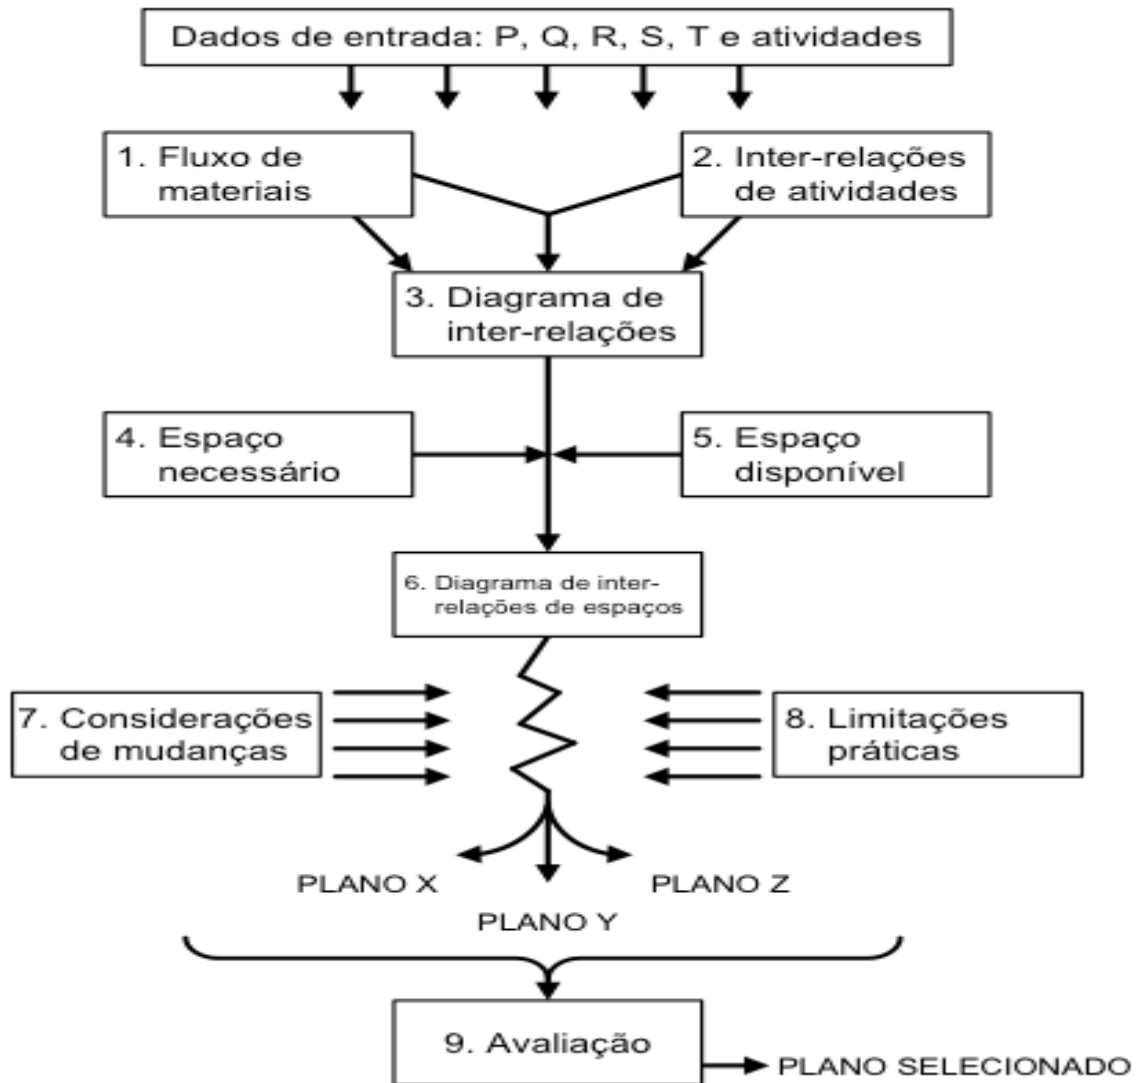 Dados de entrada: P, Q, R, S, T e atividades
1. Fluxo de
materiais
2. Inter-relações
de atividades
3. Diagrama de
inter-relações
4. Espaço
necessário
5. Espaço
disponível
6. Diagrama de inter-
relações de espaços
7. Considerações
de mudanças
8. Limitações
práticas
PLANO X
PLANO Z
PLANO Y
9. Avaliação
PLANO SELECIONADO